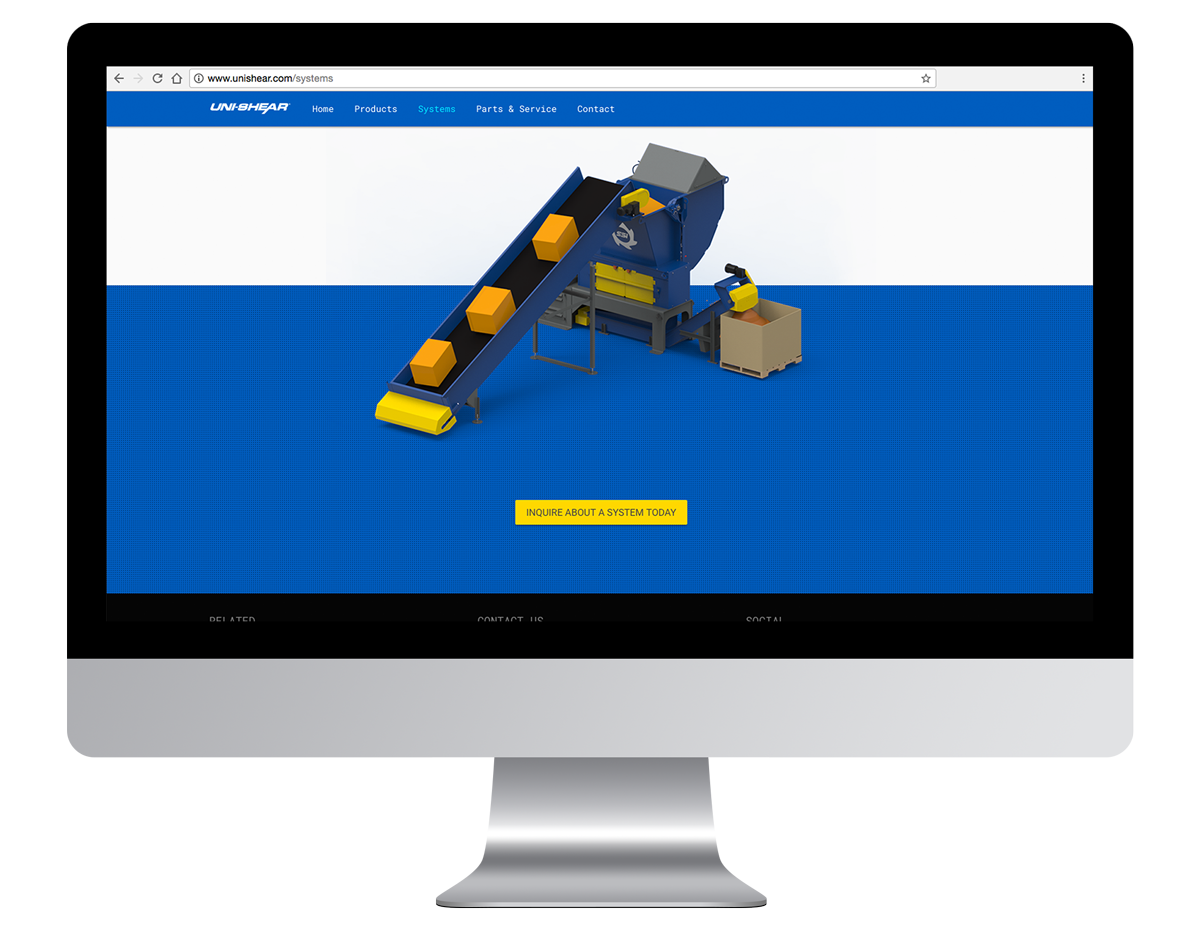 www.unishear.com/systems
UNI-SHEAR Home Products Systems Parts & Service Contact
SSI
INQUIRE ABOUT A SYSTEM TODAY
RELATED CONTACT US SOCIAL